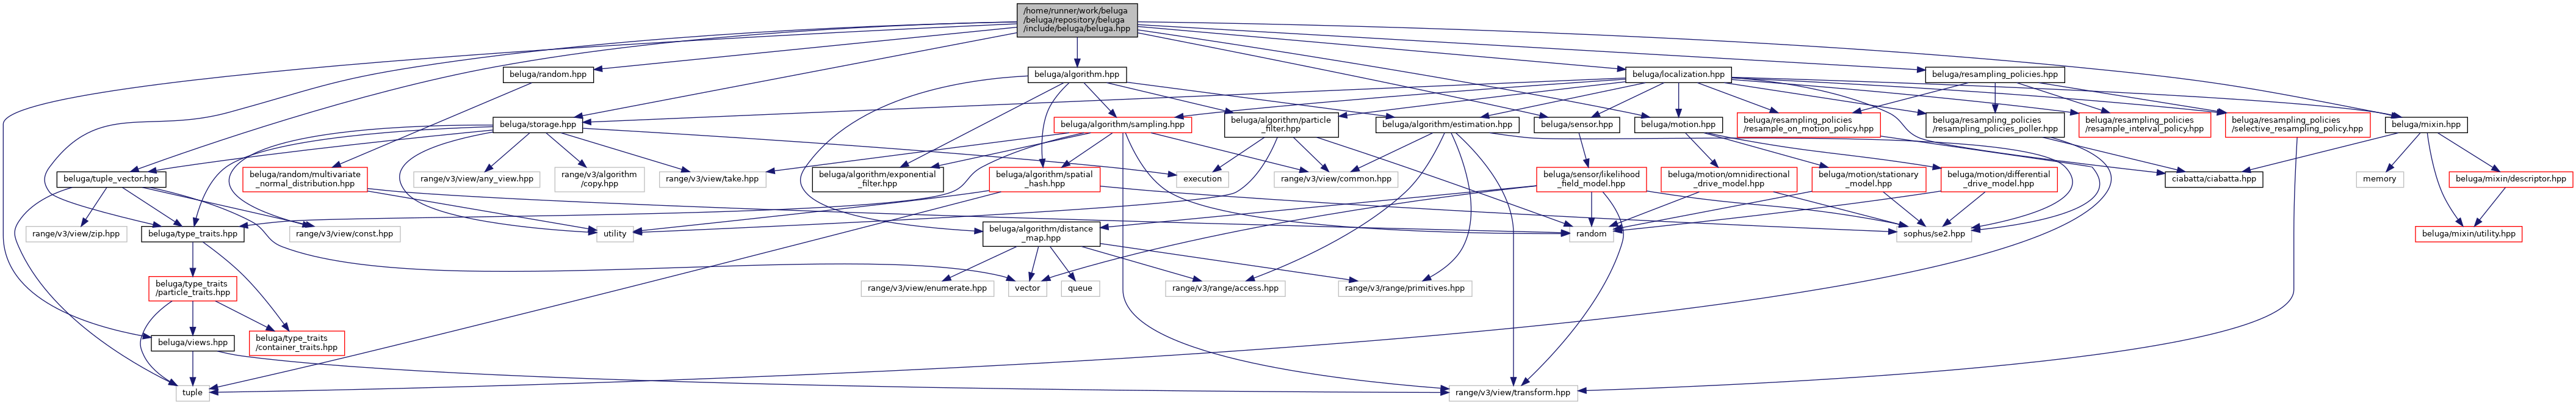 /home/runner/work/beluga
/beluga/repository/beluga
/include/beluga/beluga.hpp
beluga/random.hpp
beluga/algorithm.hpp
beluga/localization.hpp
beluga/resampling_policies.hpp
beluga/storage.hpp
beluga/algorithm/sampling.hpp
beluga/algorithm/particle
_filter.hpp
beluga/algorithm/estimation.hpp
beluga/sensor.hpp
beluga/motion.hpp
beluga/resampling_policies
/resample_on_motion_policy.hpp
beluga/resampling_policies
/resampling_policies_poller.hpp
beluga/resampling_policies
/resample_interval_policy.hpp
beluga/resampling_policies
/selective_resampling_policy.hpp
beluga/mixin.hpp
beluga/tuple_vector.hpp
beluga/random/multivariate
_normal_distribution.hpp
range/v3/view/any_view.hpp
range/v3/algorithm
/copy.hpp
range/v3/view/take.hpp
beluga/algorithm/exponential
_filter.hpp
beluga/algorithm/spatial
_hash.hpp
execution
range/v3/view/common.hpp
beluga/sensor/likelihood
_field_model.hpp
beluga/motion/omnidirectional
_drive_model.hpp
beluga/motion/stationary
_model.hpp
beluga/motion/differential
_drive_model.hpp
ciabatta/ciabatta.hpp
memory
beluga/mixin/descriptor.hpp
range/v3/view/zip.hpp
beluga/type_traits.hpp
range/v3/view/const.hpp
utility
beluga/algorithm/distance
_map.hpp
random
sophus/se2.hpp
beluga/mixin/utility.hpp
beluga/type_traits
/particle_traits.hpp
range/v3/view/enumerate.hpp
vector
queue
range/v3/range/access.hpp
range/v3/range/primitives.hpp
beluga/views.hpp
beluga/type_traits
/container_traits.hpp
tuple
range/v3/view/transform.hpp